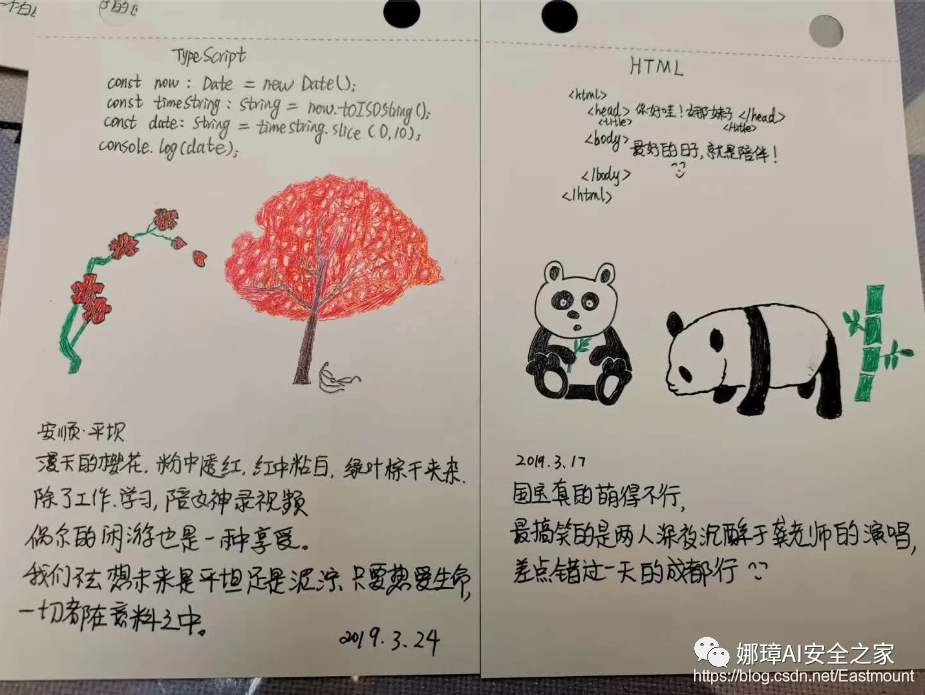 TypeScript
const now : Date = new Date();
const timeString : string = now.toISOString();
const date : string = timeString.slice (0,10);
console.log(date);
安顺·平坝
漫天的樱花,粉中透红,红中粘白,绿叶棕干夹杂.
除了工作.学习,陪女神录视频
偶尔的闲游也是一种享受。
我们不去想未来是平坦还是泥泞.只要热爱生命,
一切都在意料之中。
2019.3.24
HTML
<html>
<head> 你好哇!娜妹子 </head>
<title> </title>
<body> 最好的日子,就是陪伴!
</body>
</html>
2019.3.17
国宝真的萌得不行,
最搞笑的是两人深夜沉醉于龚老师的演唱,
差点错过一天的成都行
娜璋AI安全之家
https://blog.csdn.net/Eastmount